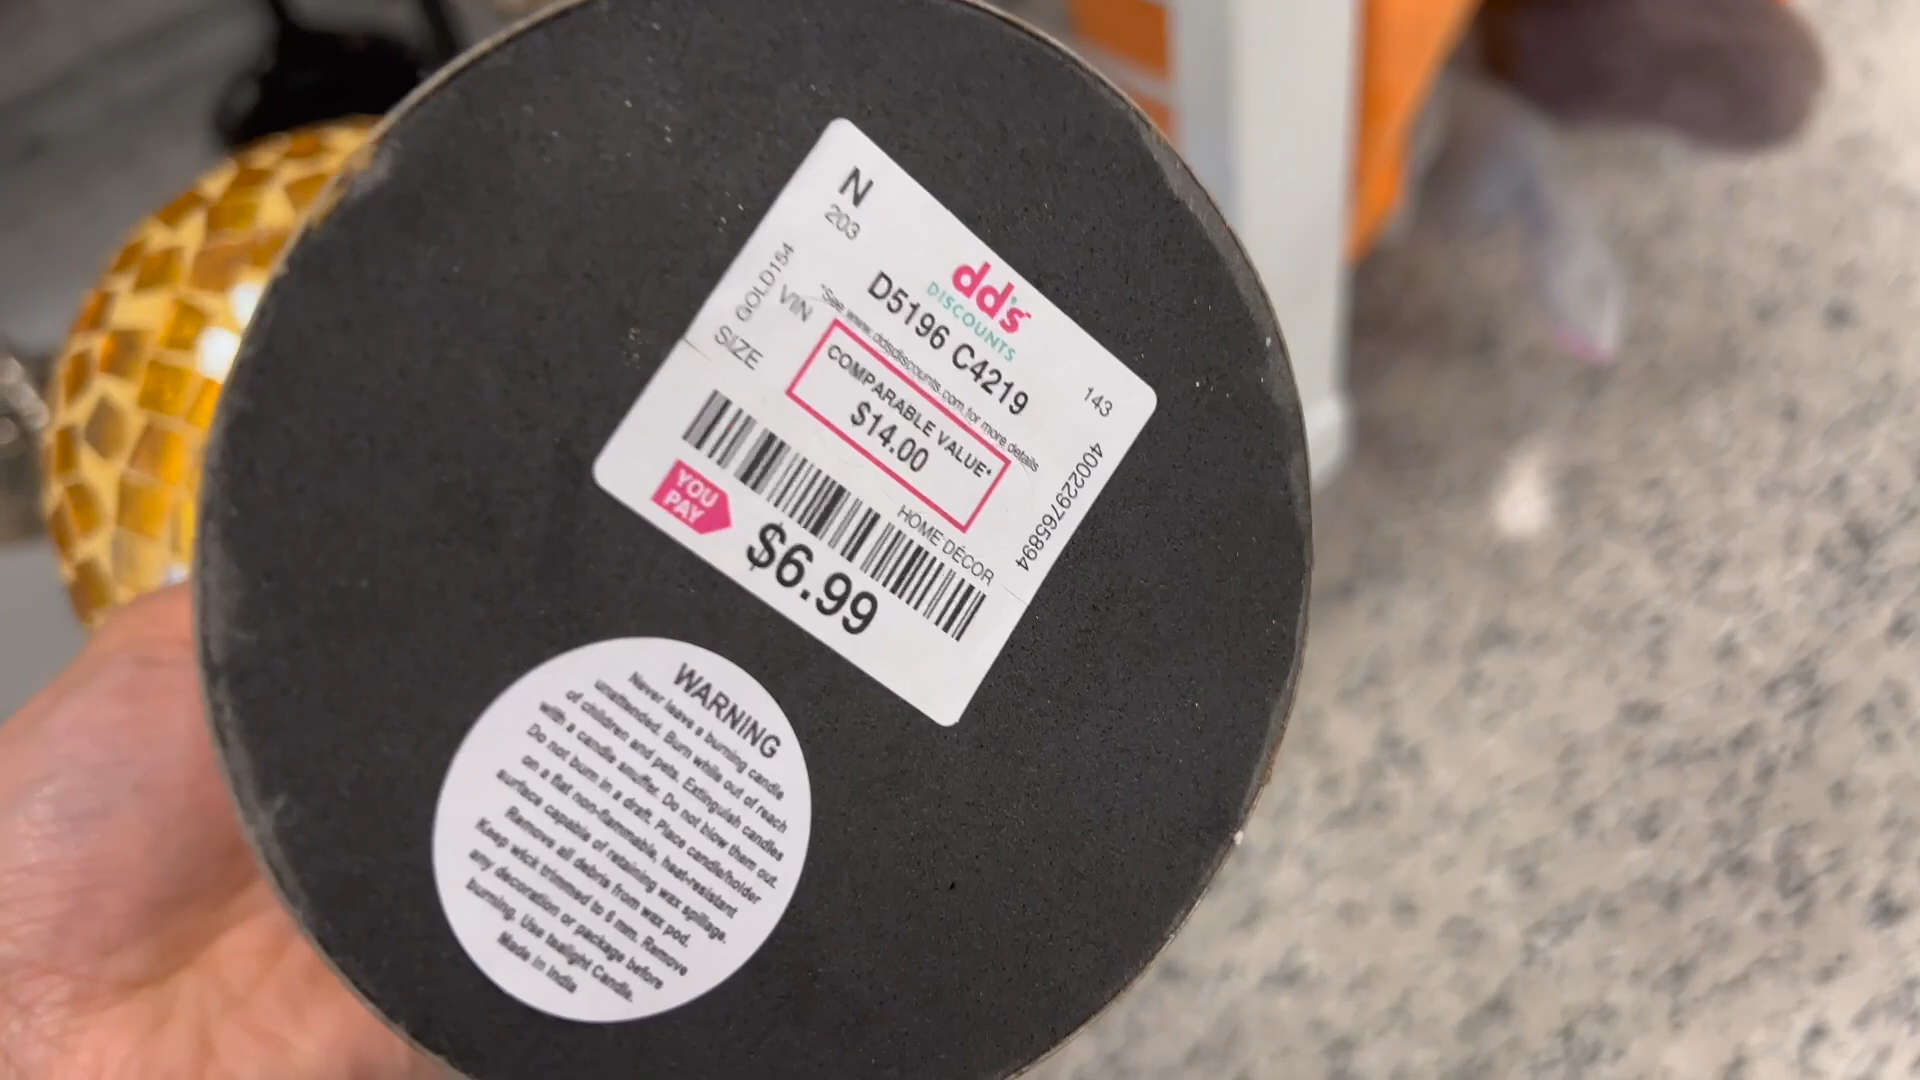 N
203
dd's
DISCOUNTS
D5196 C4219
143
*See www.ddsdiscounts.com for more details
GOLD154
VIN
SIZE
COMPARABLE VALUE*
$14.00
400229765894
HOME DÉCOR
YOU
PAY
$6.99
WARNING
Never leave a burning candle
unattended. Burn while out of reach
of children and pets. Extinguish candles
with a candle snuffer. Do not blow them out.
Do not burn in a draft. Place candle/holder
on a flat non-flammable, heat-resistant
surface capable of retaining wax spillage.
Remove all debris from wax pod.
Keep wick trimmed to 6 mm. Remove
any decoration or package before
burning. Use tealight Candle.
Made in India